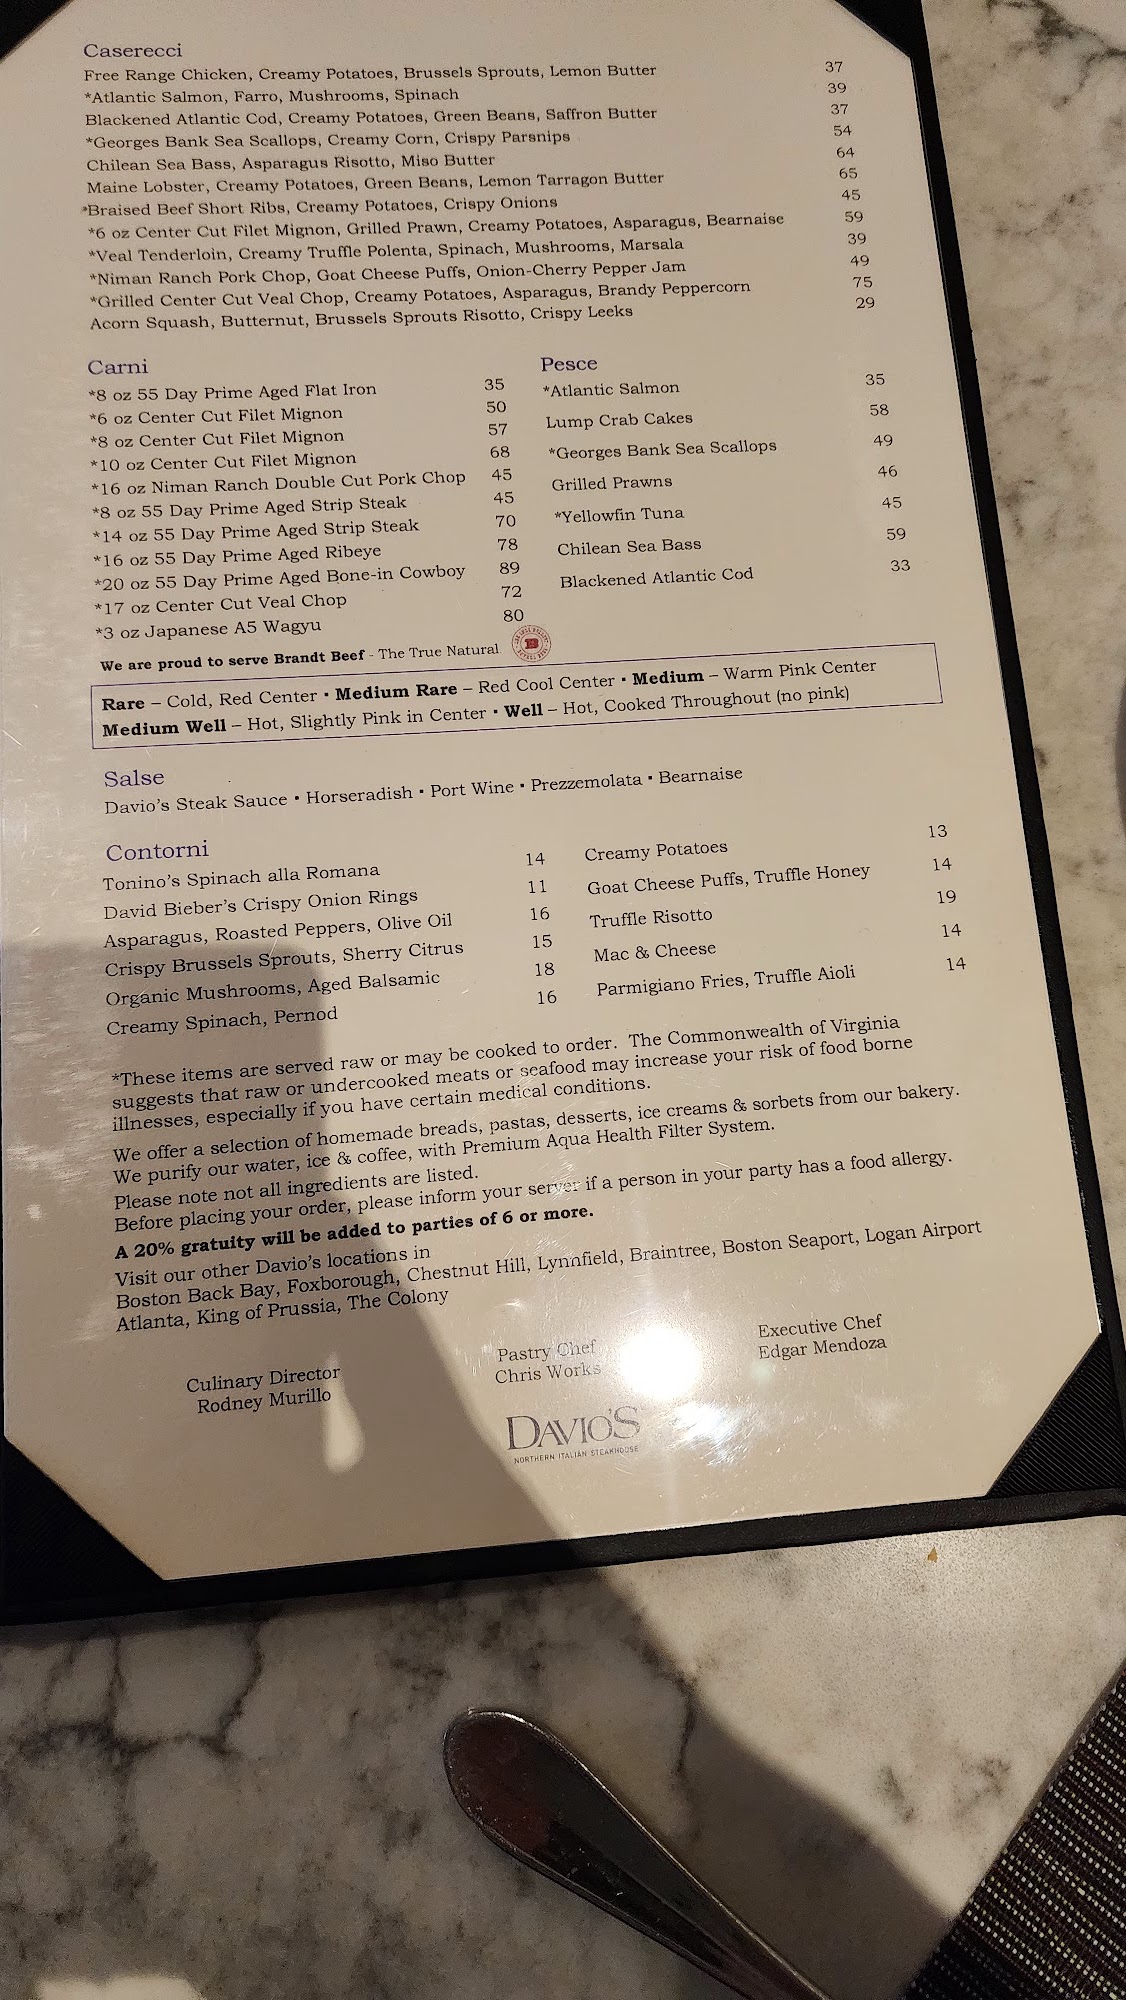 Caserecci
Free Range Chicken, Creamy Potatoes, Brussels Sprouts, Lemon Butter 37
*Atlantic Salmon, Farro, Mushrooms, Spinach 39
Blackened Atlantic Cod, Creamy Potatoes, Green Beans, Saffron Butter 37
*Georges Bank Sea Scallops, Creamy Corn, Crispy Parsnips 54
Chilean Sea Bass, Asparagus Risotto, Miso Butter 64
Maine Lobster, Creamy Potatoes, Green Beans, Lemon Tarragon Butter 65
*Braised Beef Short Ribs, Creamy Potatoes, Crispy Onions 45
*6 oz Center Cut Filet Mignon, Grilled Prawn, Creamy Potatoes, Asparagus, Bearnaise 59
*Veal Tenderloin, Creamy Truffle Polenta, Spinach, Mushrooms, Marsala 39
*Niman Ranch Pork Chop, Goat Cheese Puffs, Onion-Cherry Pepper Jam 49
*Grilled Center Cut Veal Chop, Creamy Potatoes, Asparagus, Brandy Peppercorn 75
Acorn Squash, Butternut, Brussels Sprouts Risotto, Crispy Leeks 29
Carni
*8 oz 55 Day Prime Aged Flat Iron 35
*6 oz Center Cut Filet Mignon 50
*8 oz Center Cut Filet Mignon 57
*10 oz Center Cut Filet Mignon 68
*16 oz Niman Ranch Double Cut Pork Chop 45
*8 oz 55 Day Prime Aged Strip Steak 45
*14 oz 55 Day Prime Aged Strip Steak 70
*16 oz 55 Day Prime Aged Ribeye 78
*20 oz 55 Day Prime Aged Bone-in Cowboy 89
*17 oz Center Cut Veal Chop 72
*3 oz Japanese A5 Wagyu 80
We are proud to serve Brandt Beef - The True Natural
Pesce
*Atlantic Salmon 35
Lump Crab Cakes 58
*Georges Bank Sea Scallops 49
Grilled Prawns 46
*Yellowfin Tuna 45
Chilean Sea Bass 59
Blackened Atlantic Cod 33
B
Rare – Cold, Red Center ▪ Medium Rare – Red Cool Center ▪ Medium – Warm Pink Center
Medium Well – Hot, Slightly Pink in Center ▪ Well – Hot, Cooked Throughout (no pink)
Salse
Davio's Steak Sauce ▪ Horseradish ▪ Port Wine ▪ Prezzemolata ▪ Bearnaise
Contorni
Tonino's Spinach alla Romana 14
David Bieber's Crispy Onion Rings 11
Asparagus, Roasted Peppers, Olive Oil 16
Crispy Brussels Sprouts, Sherry Citrus 15
Organic Mushrooms, Aged Balsamic 18
Creamy Spinach, Pernod 16
Creamy Potatoes 13
Goat Cheese Puffs, Truffle Honey 14
Truffle Risotto 19
Mac & Cheese 14
Parmigiano Fries, Truffle Aioli 14
*These items are served raw or may be cooked to order. The Commonwealth of Virginia
suggests that raw or undercooked meats or seafood may increase your risk of food borne
illnesses, especially if you have certain medical conditions.
We offer a selection of homemade breads, pastas, desserts, ice creams & sorbets from our bakery.
We purify our water, ice & coffee, with Premium Aqua Health Filter System.
Please note not all ingredients are listed.
Before placing your order, please inform your server if a person in your party has a food allergy.
A 20% gratuity will be added to parties of 6 or more.
Visit our other Davio's locations in
Boston Back Bay, Foxborough, Chestnut Hill, Lynnfield, Braintree, Boston Seaport, Logan Airport
Atlanta, King of Prussia, The Colony
Culinary Director
Rodney Murillo
Pastry Chef
Chris Works
Executive Chef
Edgar Mendoza
DAVIO'S
NORTHERN ITALIAN STEAKHOUSE